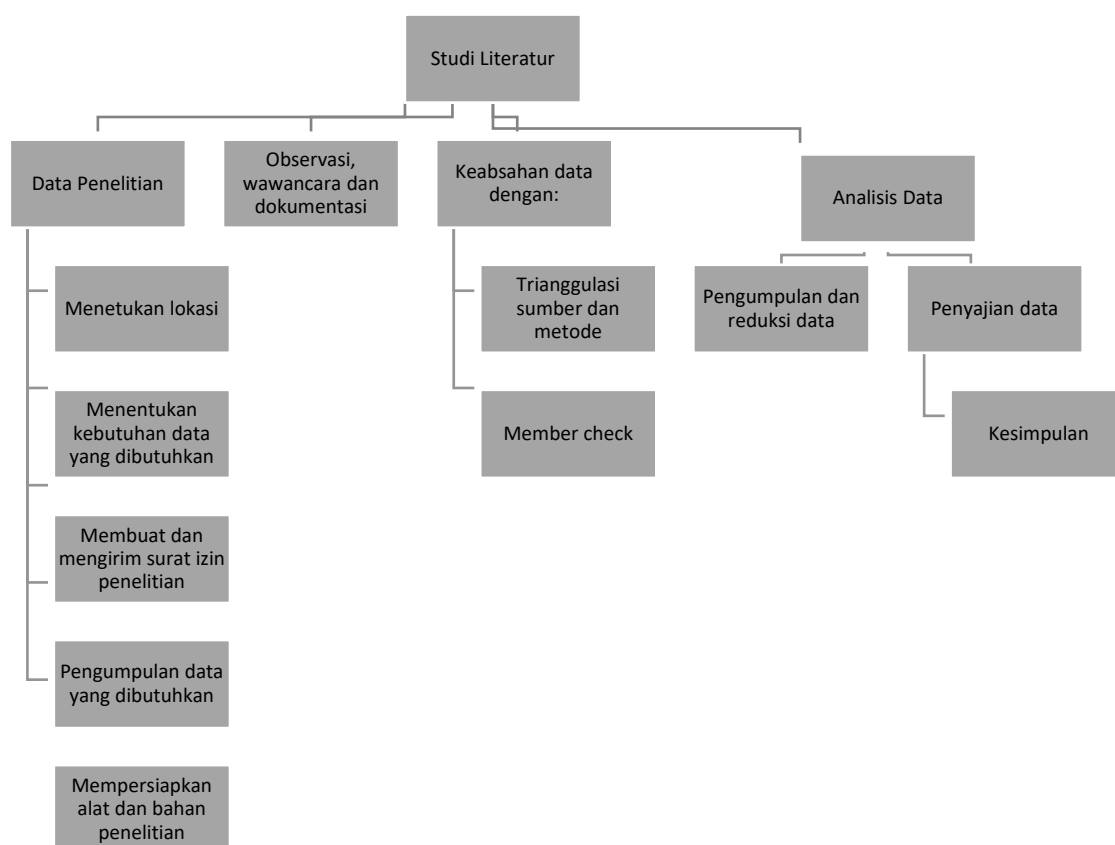 Studi Literatur
Data Penelitian
Observasi,
wawancara dan
dokumentasi
Keabsahan data
dengan:
Analisis Data
Menetukan lokasi
Menentukan
kebutuhan data
yang dibutuhkan
Membuat dan
mengirim surat izin
penelitian
Pengumpulan data
yang dibutuhkan
Mempersiapkan
alat dan bahan
penelitian
Trianggulasi
sumber dan
metode
Member check
Pengumpulan dan
reduksi data
Penyajian data
Kesimpulan